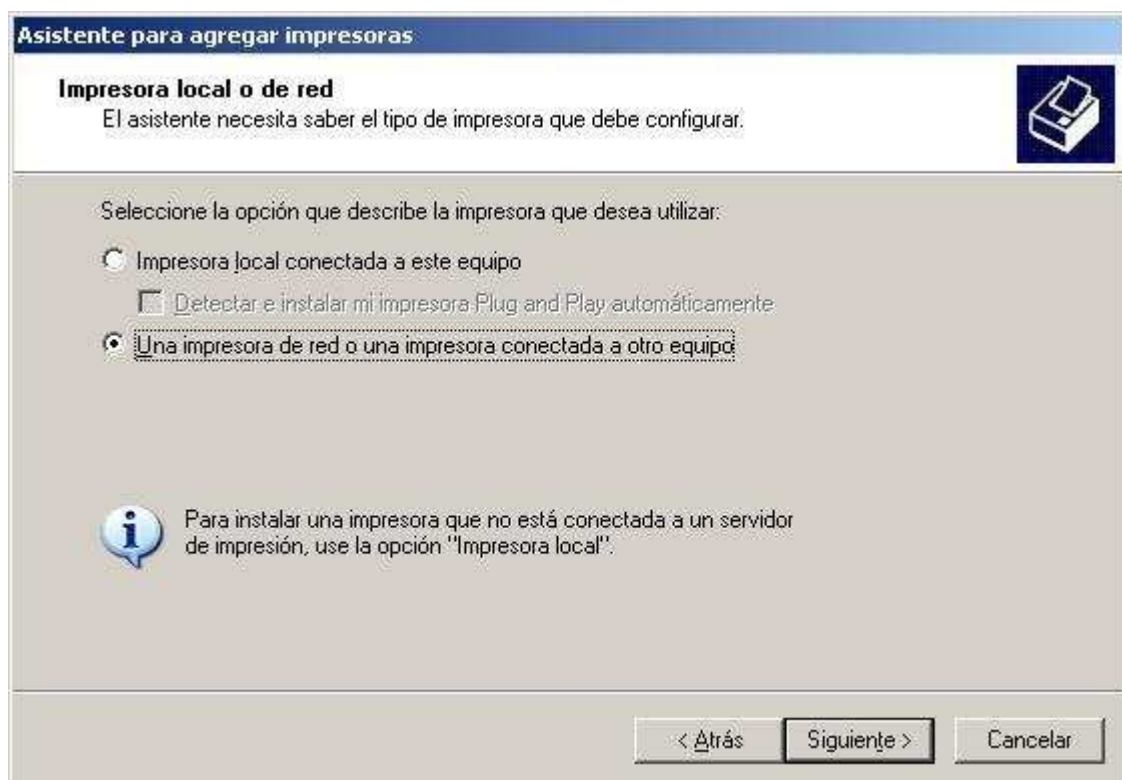 Asistente para agregar impresoras
Impresora local o de red
El asistente necesita saber el tipo de impresora que debe configurar.
Seleccione la opción que describe la impresora que desea utilizar:
Impresora local conectada a este equipo
Detectar e instalar mi impresora Plug and Play automáticamente
Una impresora de red o una impresora conectada a otro equipo
Para instalar una impresora que no está conectada a un servidor
de impresión, use la opción "Impresora local".
< Atrás
Siguiente >
Cancelar